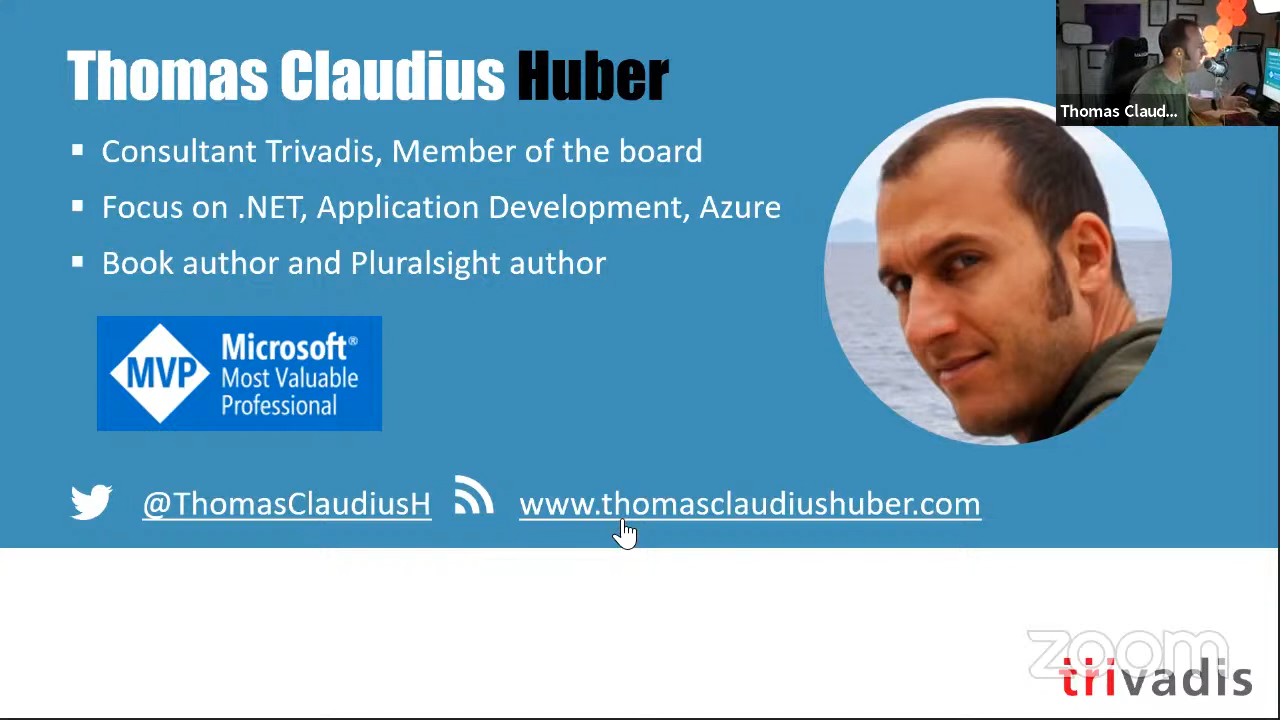 Thomas Claudius Huber
Thomas Claud...
▪ Consultant Trivadis, Member of the board
▪ Focus on .NET, Application Development, Azure
▪ Book author and Pluralsight author
MVP
Microsoft®
Most Valuable
Professional
@ThomasClaudiusH
www.thomasclaudiushuber.com
zoom
trivadis